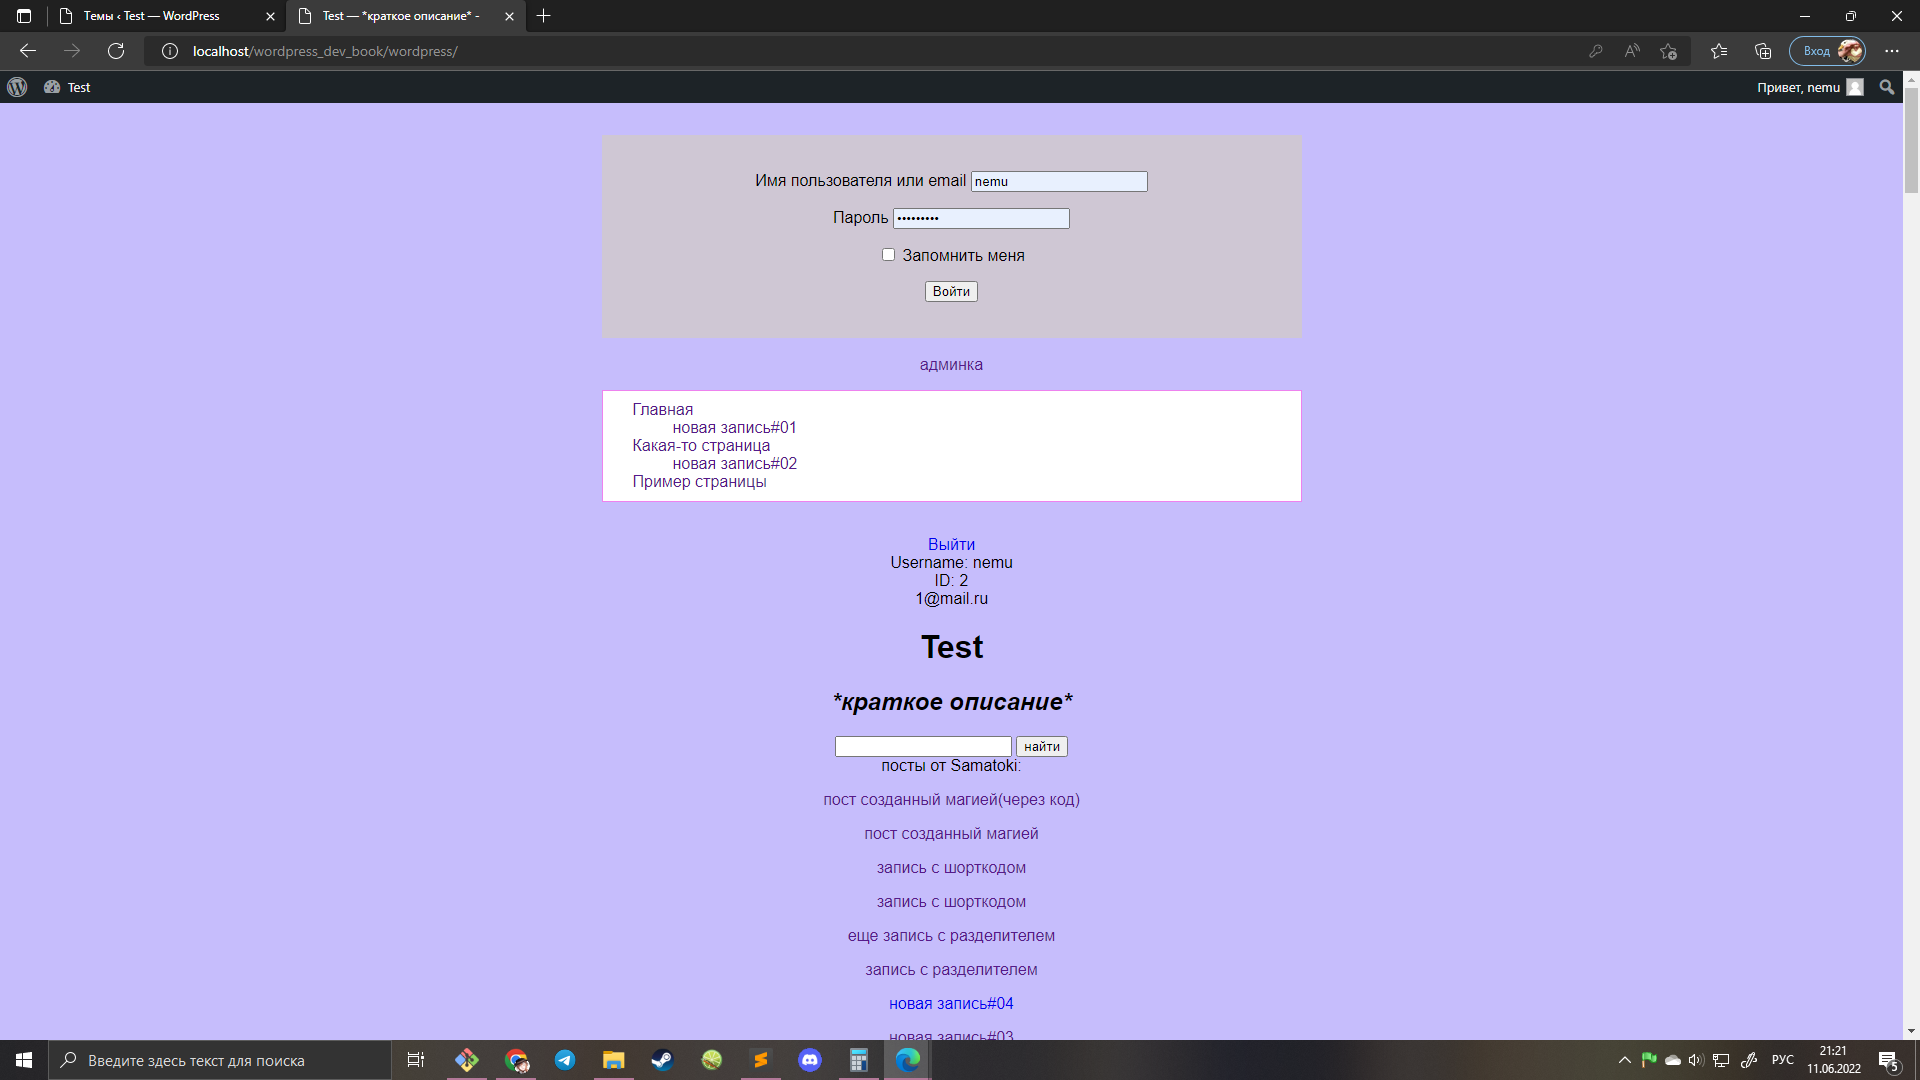 Темы ‹ Test — WordPress
Test — *краткое описание* -
localhost/wordpress_dev_book/wordpress/
Вход
Test
Привет, nemu
Имя пользователя или email nemu
Пароль •••••••••
Запомнить меня
Войти
админка
Главная
новая запись#01
Какая-то страница
новая запись#02
Пример страницы
Выйти
Username: nemu
ID: 2
1@mail.ru
Test
*краткое описание*
найти
посты от Samatoki:
пост созданный магией(через код)
пост созданный магией
запись с шорткодом
запись с шорткодом
еще запись с разделителем
запись с разделителем
новая запись#04
новая запись#03
Введите здесь текст для поиска
РУС
21:21
11.06.2022
5